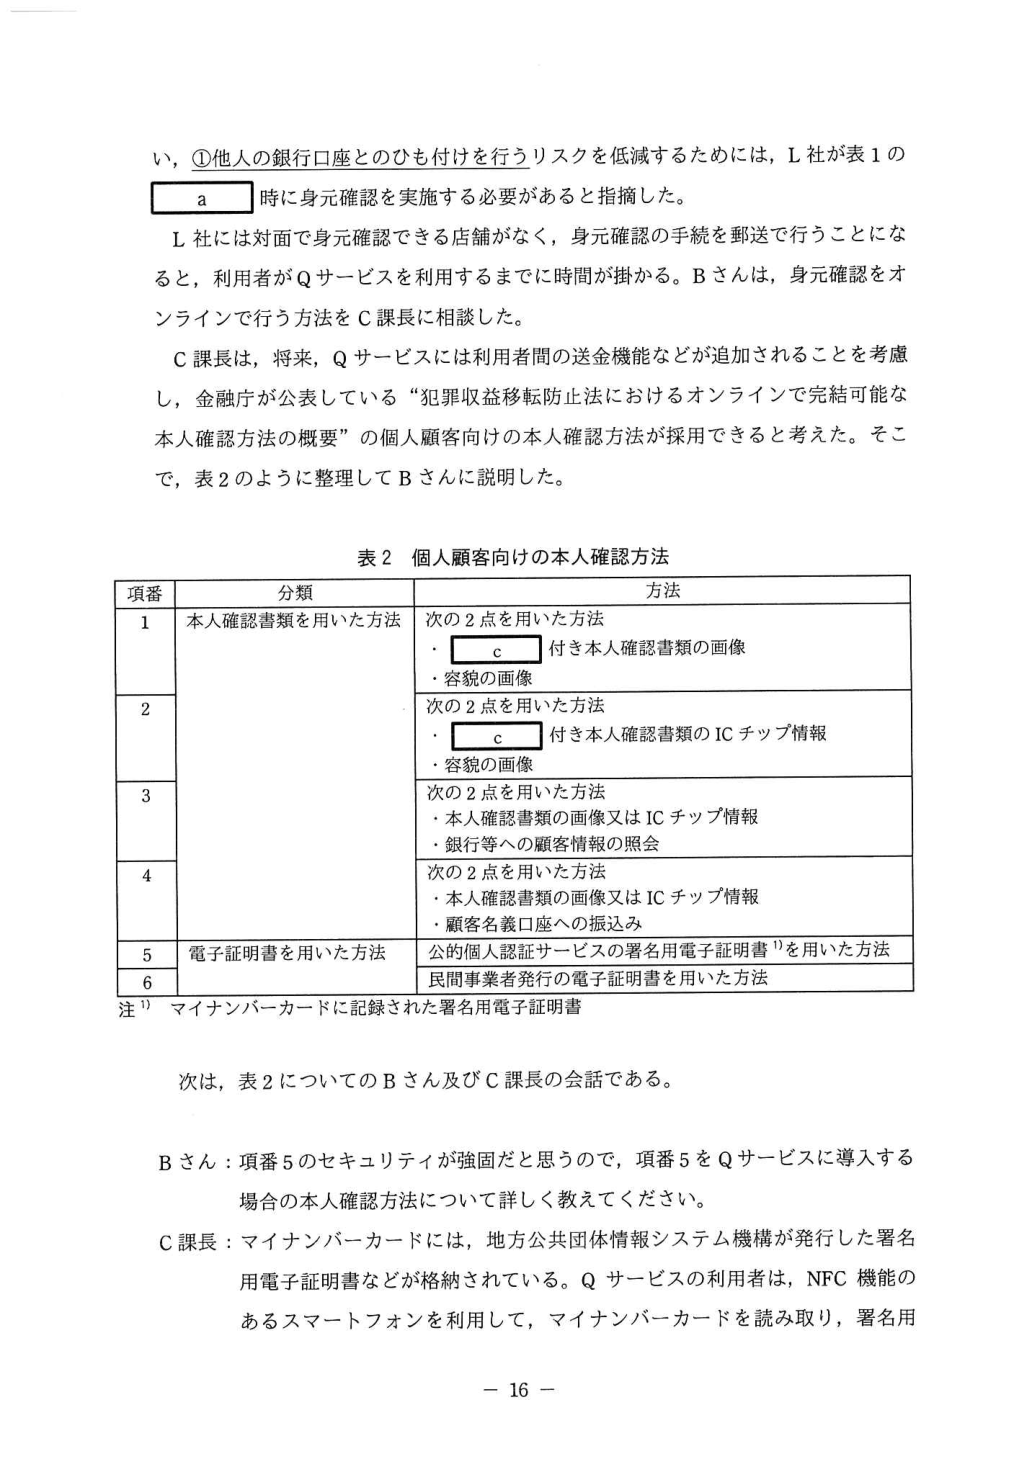 い，①他人の銀行口座とのひも付けを行うリスクを低減するためには，L 社が表 1 の
a 時に身元確認を実施する必要があると指摘した。
L 社には対面で身元確認できる店舗がなく，身元確認の手続を郵送で行うことにな
ると，利用者が Q サービスを利用するまでに時間が掛かる。B さんは，身元確認をオ
ンラインで行う方法を C 課長に相談した。
C 課長は，将来，Q サービスには利用者間の送金機能などが追加されることを考慮
し，金融庁が公表している“犯罪収益移転防止法におけるオンラインで完結可能な
本人確認方法の概要”の個人顧客向けの本人確認方法が採用できると考えた。そこ
で，表 2 のように整理して B さんに説明した。
表 2　個人顧客向けの本人確認方法
項番 分類 方法
1 本人確認書類を用いた方法 次の 2 点を用いた方法
・ c 付き本人確認書類の画像
・容貌の画像
2 次の 2 点を用いた方法
・ c 付き本人確認書類の IC チップ情報
・容貌の画像
3 次の 2 点を用いた方法
・本人確認書類の画像又は IC チップ情報
・銀行等への顧客情報の照会
4 次の 2 点を用いた方法
・本人確認書類の画像又は IC チップ情報
・顧客名義口座への振込み
5 電子証明書を用いた方法 公的個人認証サービスの署名用電子証明書 1)を用いた方法
6 民間事業者発行の電子証明書を用いた方法
注 1)　マイナンバーカードに記録された署名用電子証明書
次は，表 2 についての B さん及び C 課長の会話である。
B さん：項番 5 のセキュリティが強固だと思うので，項番 5 を Q サービスに導入する
場合の本人確認方法について詳しく教えてください。
C 課長：マイナンバーカードには，地方公共団体情報システム機構が発行した署名
用電子証明書などが格納されている。Q サービスの利用者は，NFC 機能の
あるスマートフォンを利用して，マイナンバーカードを読み取り，署名用
－ 16 －